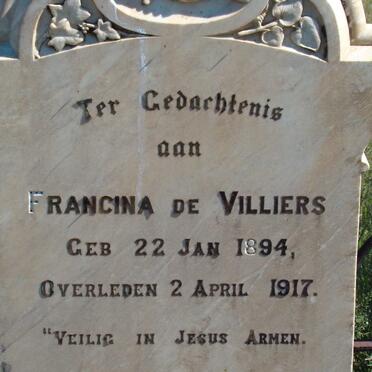 Ter Gedachtenis
aan
FRANCINA DE VILLIERS
GEB 22 JAN 1894,
OVERLEDEN 2 APRIL 1917.
"VEILIG IN JESUS ARMEN.